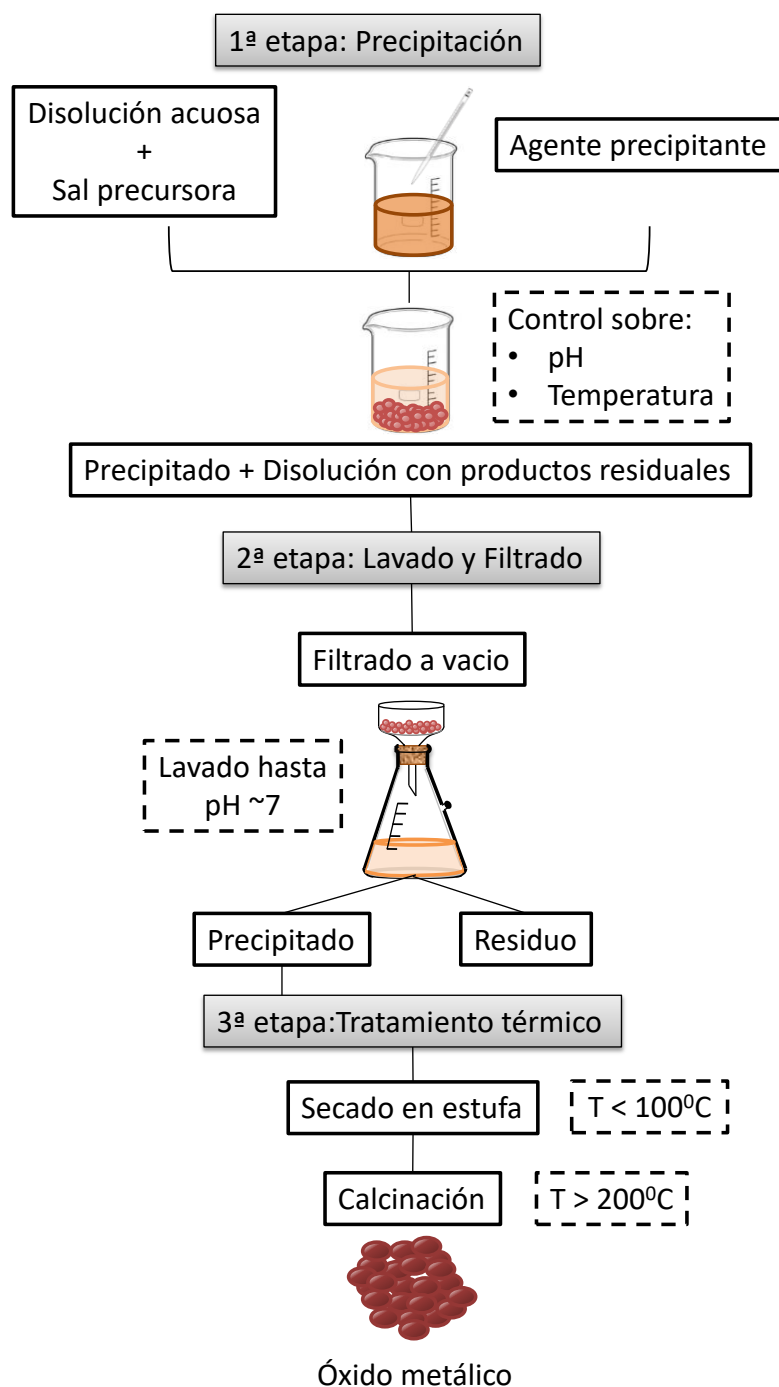 1ª etapa: Precipitación
Disolución acuosa
+
Sal precursora
Agente precipitante
Control sobre:
• pH
• Temperatura
Precipitado + Disolución con productos residuales
2ª etapa: Lavado y Filtrado
Filtrado a vacio
Lavado hasta
pH ~7
Precipitado
Residuo
3ª etapa:Tratamiento térmico
Secado en estufa
T < 100⁰C
Calcinación
T > 200⁰C
Óxido metálico